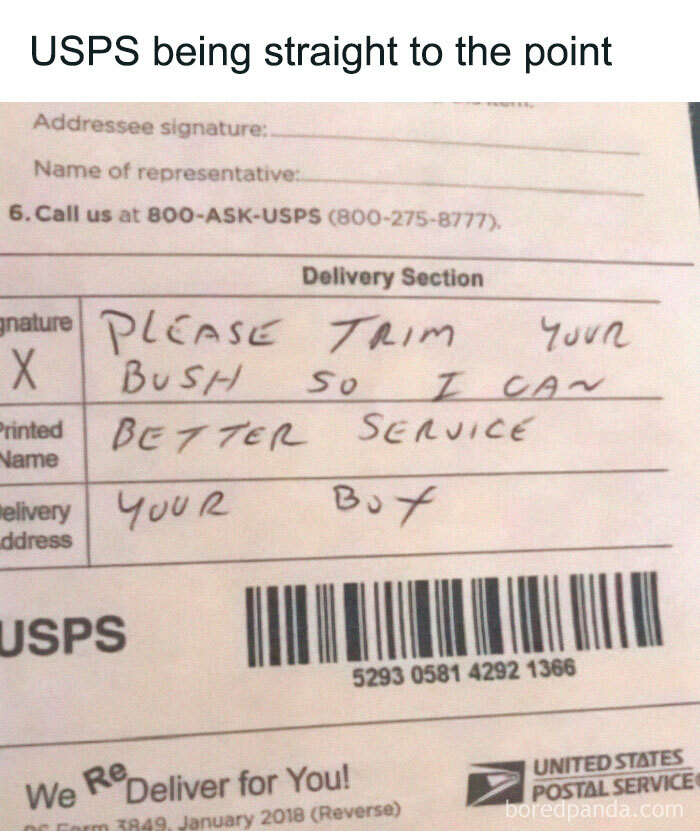 USPS being straight to the point
Addressee signature:
Name of representative:
6. Call us at 800-ASK-USPS (800-275-8777).
Delivery Section
gnature
X
PLEASE TRIM YOUR
BUSH SO I CAN
Printed
Name
BETTER SERVICE
elivery
ddress
YOUR BOX
USPS
5293 0581 4292 1366
We ReDeliver for You!
UNITED STATES
POSTAL SERVICE
PS Form 3849, January 2018 (Reverse)
boredpanda.com